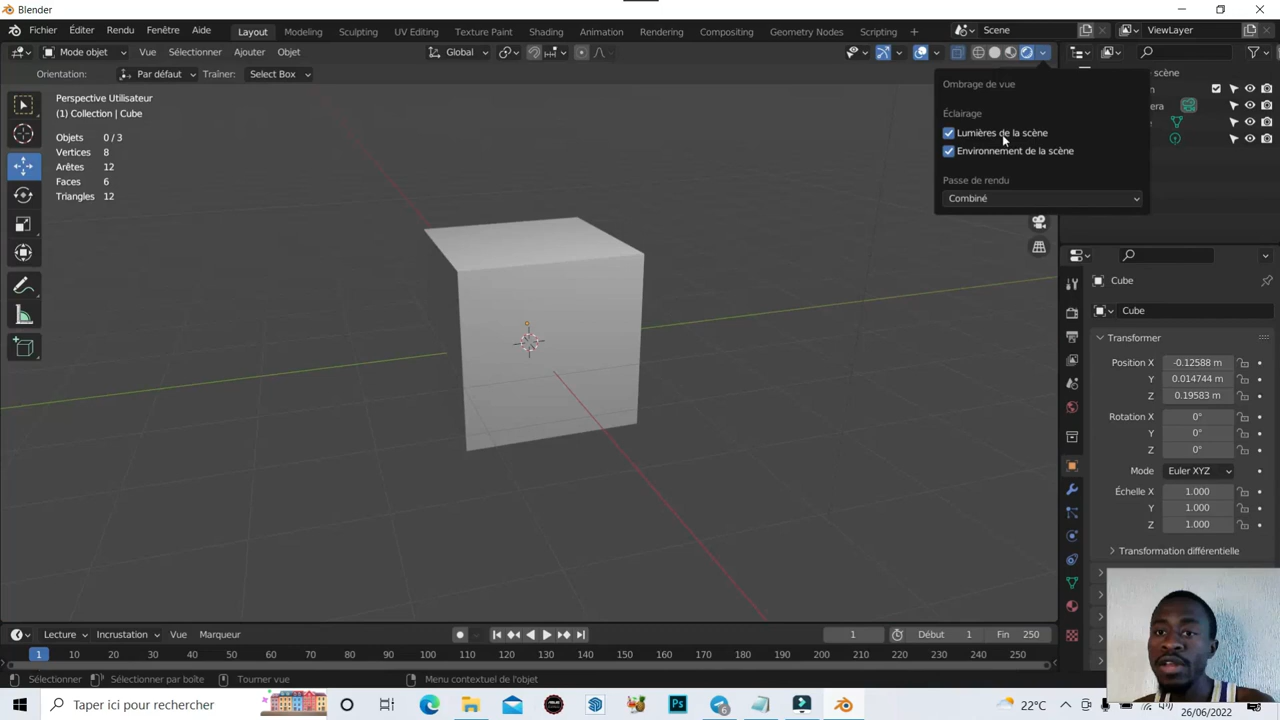 Blender
Fichier Éditer Rendu Fenêtre Aide Layout Modeling Sculpting UV Editing Texture Paint Shading Animation Rendering Compositing Geometry Nodes Scripting Scene ViewLayer
Mode objet Vue Sélectionner Ajouter Objet Global
Orientation: Par défaut Traîner: Select Box
Perspective Utilisateur
(1) Collection | Cube
Objets 0 / 3
Vertices 8
Arêtes 12
Faces 6
Triangles 12
Ombrage de vue
Éclairage
Lumières de la scène
Environnement de la scène
Passe de rendu
Combiné
scène
Cube
Cube
Transformer
Position X -0.12588 m
Y 0.014744 m
Z 0.19583 m
Rotation X 0°
Y 0°
Z 0°
Mode Euler XYZ
Échelle X 1.000
Y 1.000
Z 1.000
Transformation différentielle
Lecture Incrustation Vue Marqueur 1 Début 1 Fin 250
1 10 20 30 40 50 60 70 80 90 100 110 120 130 140 150 160 170 180 190 200 210 220 230 240 250
Sélectionner Sélectionner par boîte Tourner vue Menu contextuel de l'objet
Taper ici pour rechercher Ps 6 22°C
26/06/2022